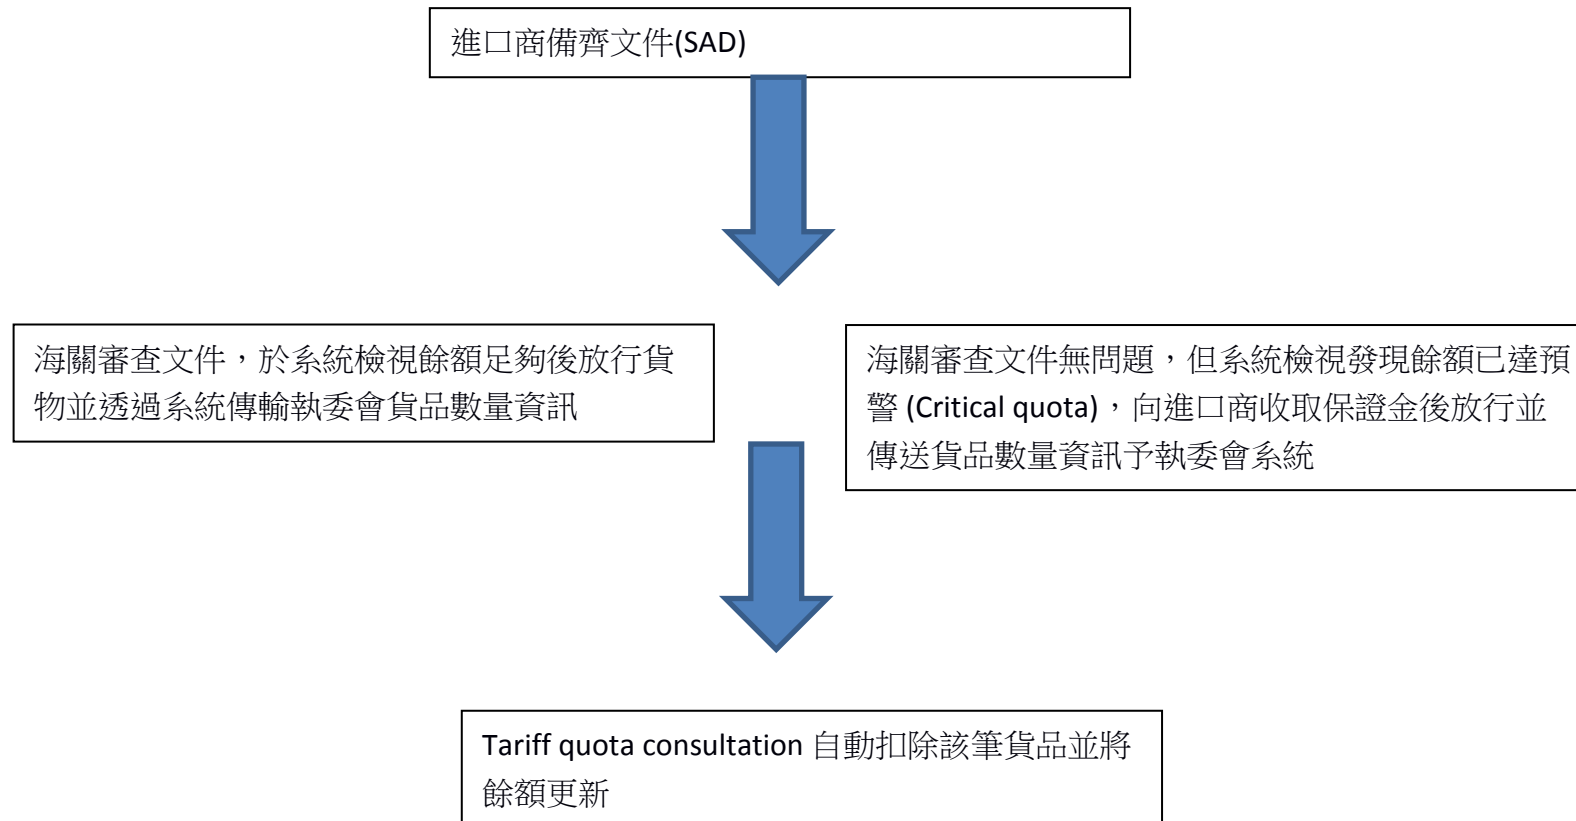 進口商備齊文件(SAD)
海關審查文件，於系統檢視餘額足夠後放行貨
物並透過系統傳輸執委會貨品數量資訊
海關審查文件無問題，但系統檢視發現餘額已達預
警 (Critical quota)，向進口商收取保證金後放行並
傳送貨品數量資訊予執委會系統
Tariff quota consultation 自動扣除該筆貨品並將
餘額更新